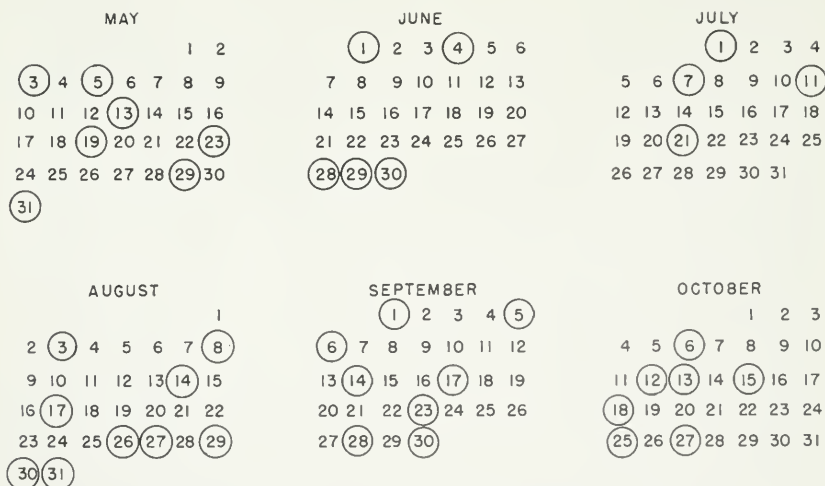 MAY
1 2
3 4 5 6 7 8 9
10 11 12 13 14 15 16
17 18 19 20 21 22 23
24 25 26 27 28 29 30
31
JUNE
1 2 3 4 5 6
7 8 9 10 11 12 13
14 15 16 17 18 19 20
21 22 23 24 25 26 27
28 29 30
JULY
1 2 3 4
5 6 7 8 9 10 11
12 13 14 15 16 17 18
19 20 21 22 23 24 25
26 27 28 29 30 31
AUGUST
1
2 3 4 5 6 7 8
9 10 11 12 13 14 15
16 17 18 19 20 21 22
23 24 25 26 27 28 29
30 31
SEPTEMBER
1 2 3 4 5
6 7 8 9 10 11 12
13 14 15 16 17 18 19
20 21 22 23 24 25 26
27 28 29 30
OCTOBER
1 2 3
4 5 6 7 8 9 10
11 12 13 14 15 16 17
18 19 20 21 22 23 24
25 26 27 28 29 30 31